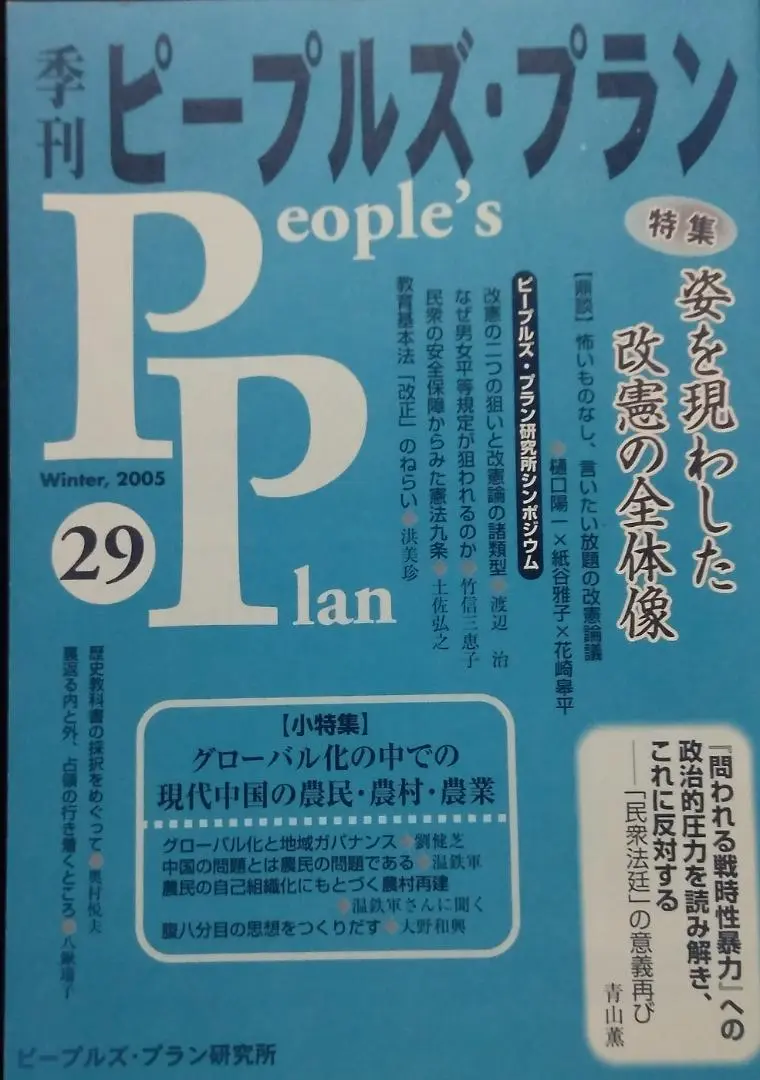 季刊
ピープルズ・プラン
People's
Plan
Winter, 2005
29
特集
姿を現わした
改憲の全体像
【鼎談】怖いものなし、言いたい放題の改憲論議
●樋口陽一×紙谷雅子×花崎皋平
ピープルズ・プラン研究所シンポジウム
改憲の二つの狙いと改憲論の諸類型●渡辺 治
なぜ男女平等規定が狙われるのか●竹信三恵子
民衆の安全保障からみた憲法九条●土佐弘之
教育基本法「改正」のねらい●洪美珍
【小特集】
グローバル化の中での
現代中国の農民・農村・農業
グローバル化と地域ガバナンス●劉健芝
中国の問題とは農民の問題である●温鉄軍
農民の自己組織化にもとづく農村再建
●温鉄軍さんに聞く
腹八分目の思想をつくりだす●大野和興
歴史教科書の採択をめぐって●奥村悦夫
裏返る内と外、占領の行き着くところ●八鍬瑞子
『問われる戦時性暴力』への
政治的圧力を読み解き、
これに反対する
――「民衆法廷」の意義再び
青山薫
ピープルズ・プラン研究所